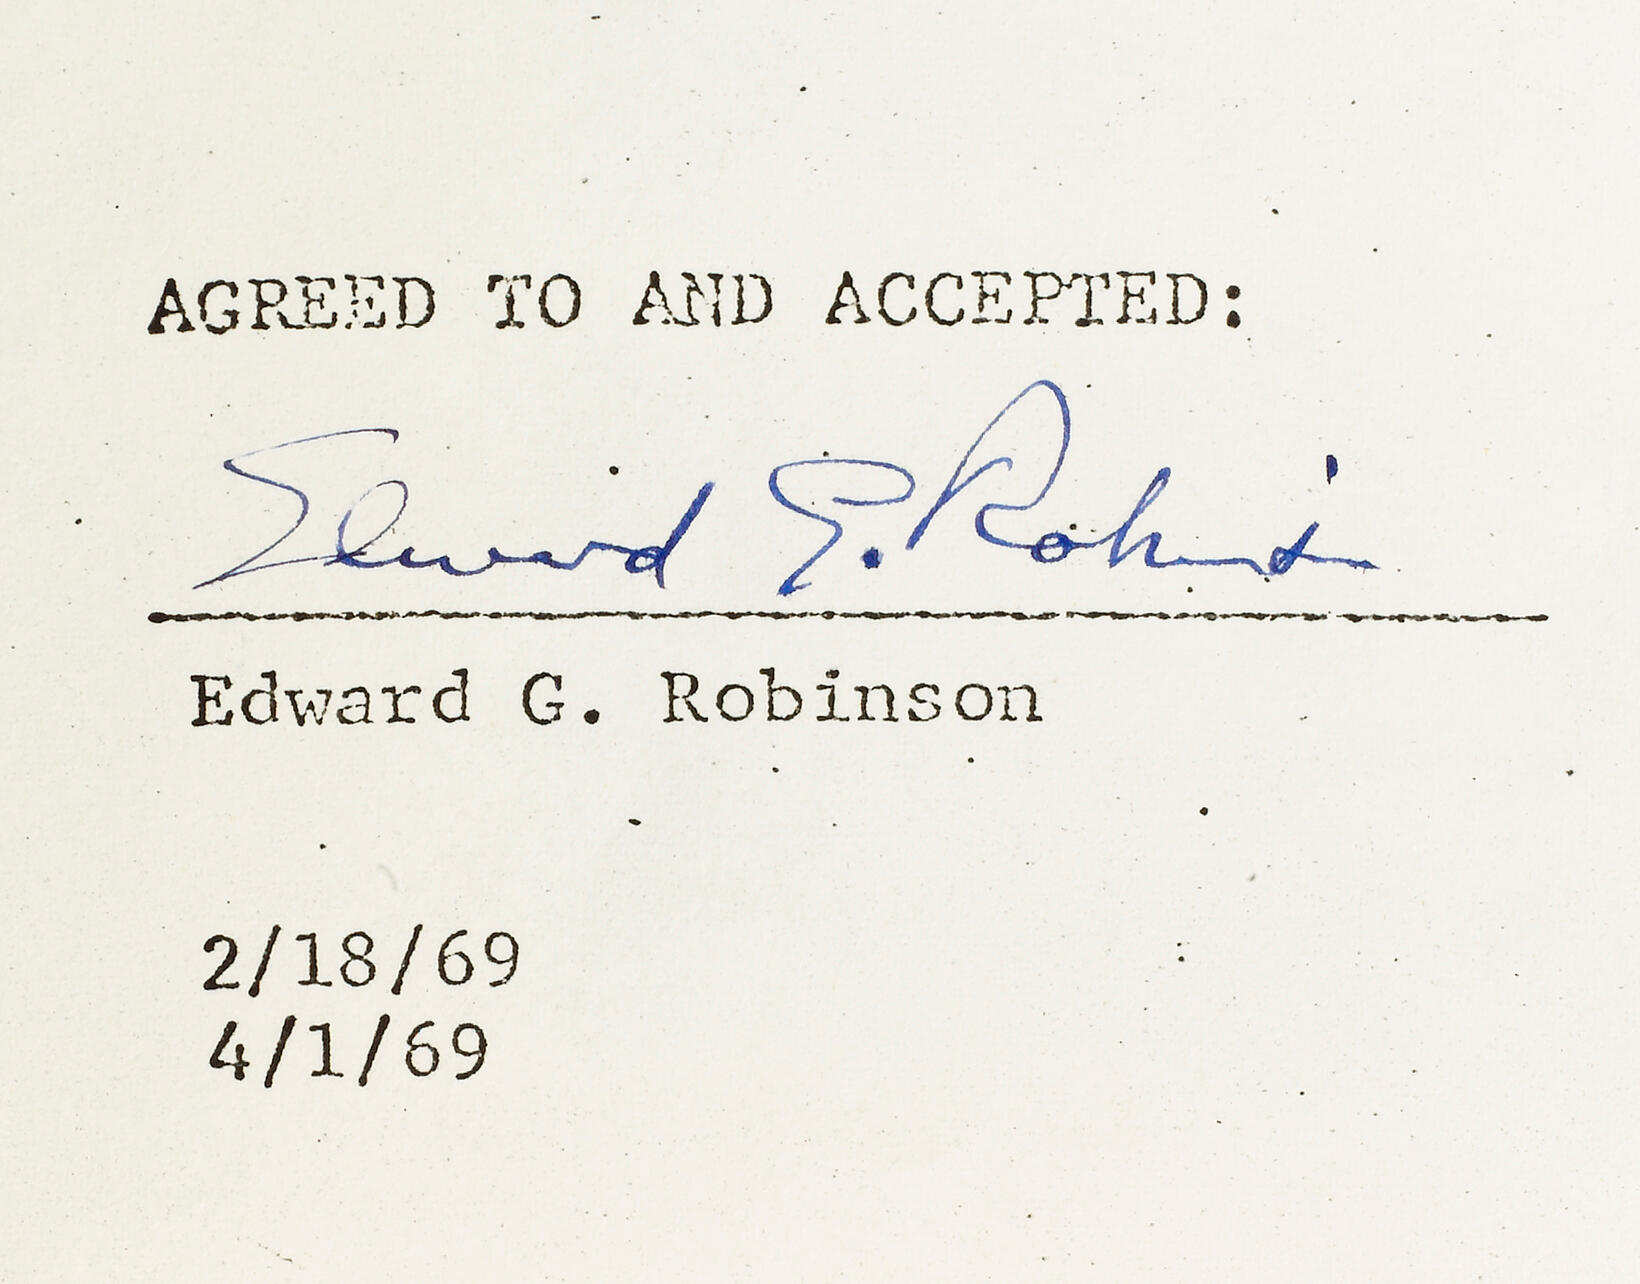 AGREED TO AND ACCEPTED:
Edward G. Robinson
Edward G. Robinson
2/18/69
4/1/69